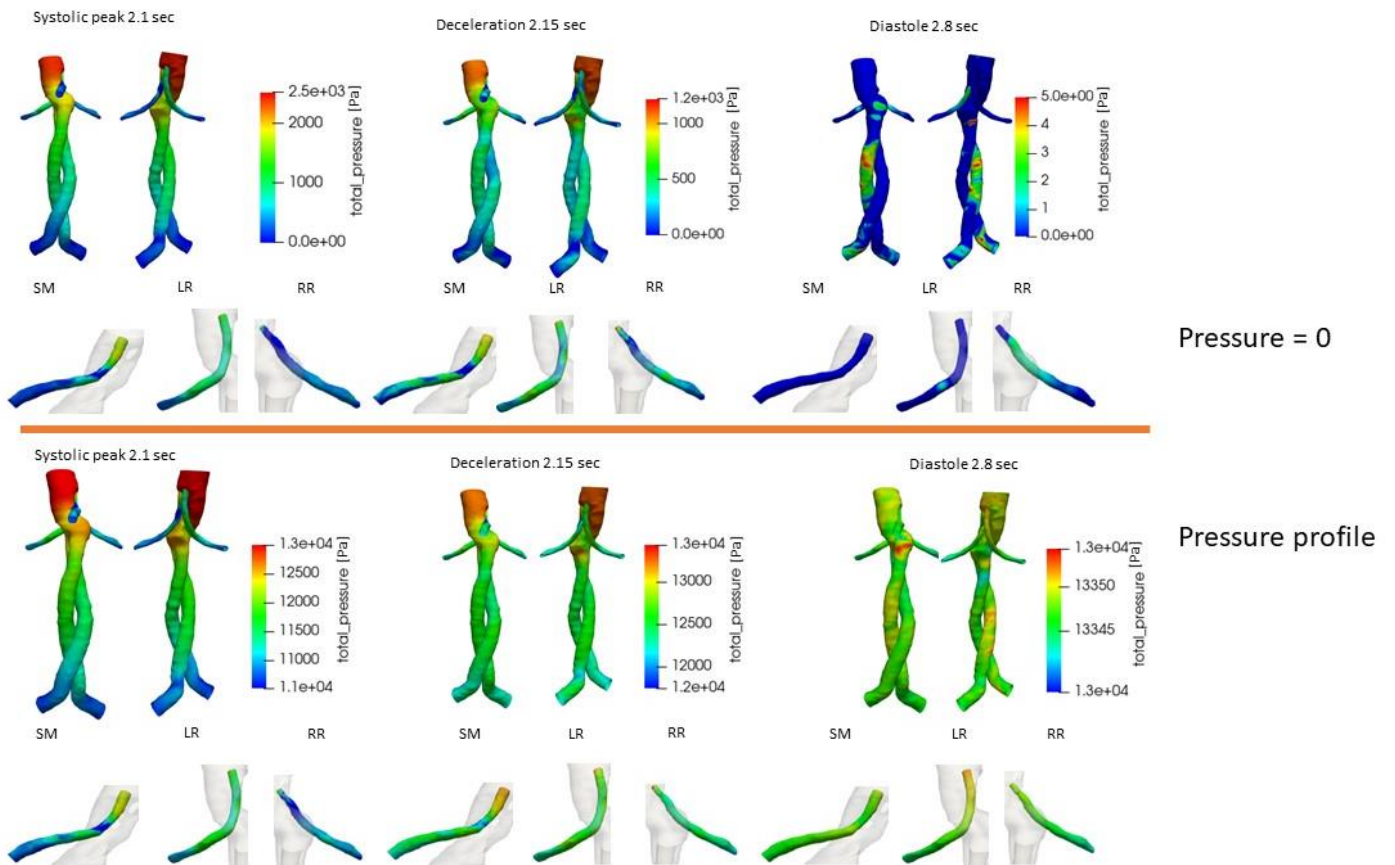 Systolic peak 2.1 sec
Deceleration 2.15 sec
Diastole 2.8 sec
2.5e+03
2000
1000
0.0e+00
total_pressure [Pa]
1.2e+03
1000
500
0.0e+00
total_pressure [Pa]
5.0e+00
4
3
2
1
0.0e+00
total_pressure [Pa]
SM
LR
RR
SM
LR
RR
SM
LR
RR
Pressure = 0
Systolic peak 2.1 sec
Deceleration 2.15 sec
Diastole 2.8 sec
Pressure profile
1.3e+04
12500
12000
11500
11000
1.1e+04
total_pressure [Pa]
1.3e+04
13000
12500
12000
1.2e+04
total_pressure [Pa]
1.3e+04
13350
13345
1.3e+04
total_pressure [Pa]
SM
LR
RR
SM
LR
RR
SM
LR
RR